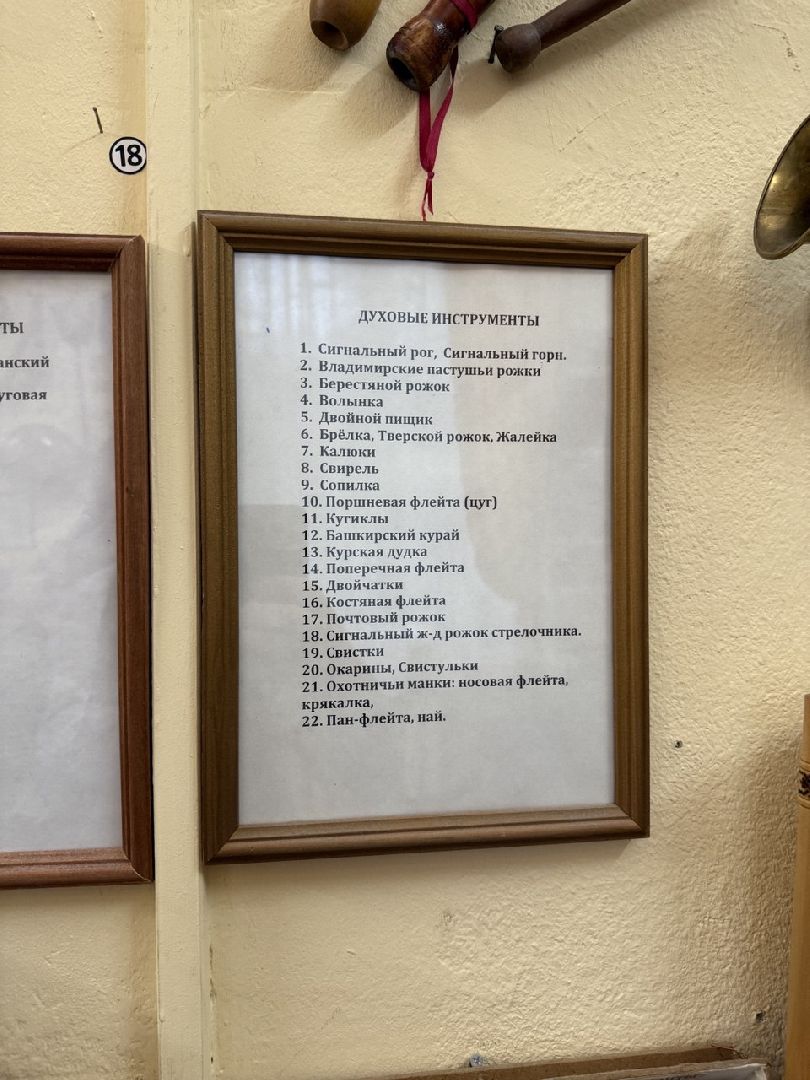 18
ТЫ
анский
уговая
ДУХОВЫЕ ИНСТРУМЕНТЫ
1. Сигнальный рог, Сигнальный горн.
2. Владимирские пастушьи рожки
3. Берестяной рожок
4. Волынка
5. Двойной пищик
6. Брёлка, Тверской рожок, Жалейка
7. Калюки
8. Свирель
9. Сопилка
10. Поршневая флейта (цуг)
11. Кугиклы
12. Башкирский курай
13. Курская дудка
14. Поперечная флейта
15. Двойчатки
16. Костяная флейта
17. Почтовый рожок
18. Сигнальный ж-д рожок стрелочника.
19. Свистки
20. Окарины, Свистульки
21. Охотничьи манки: носовая флейта,
крякалка,
22. Пан-флейта, най.